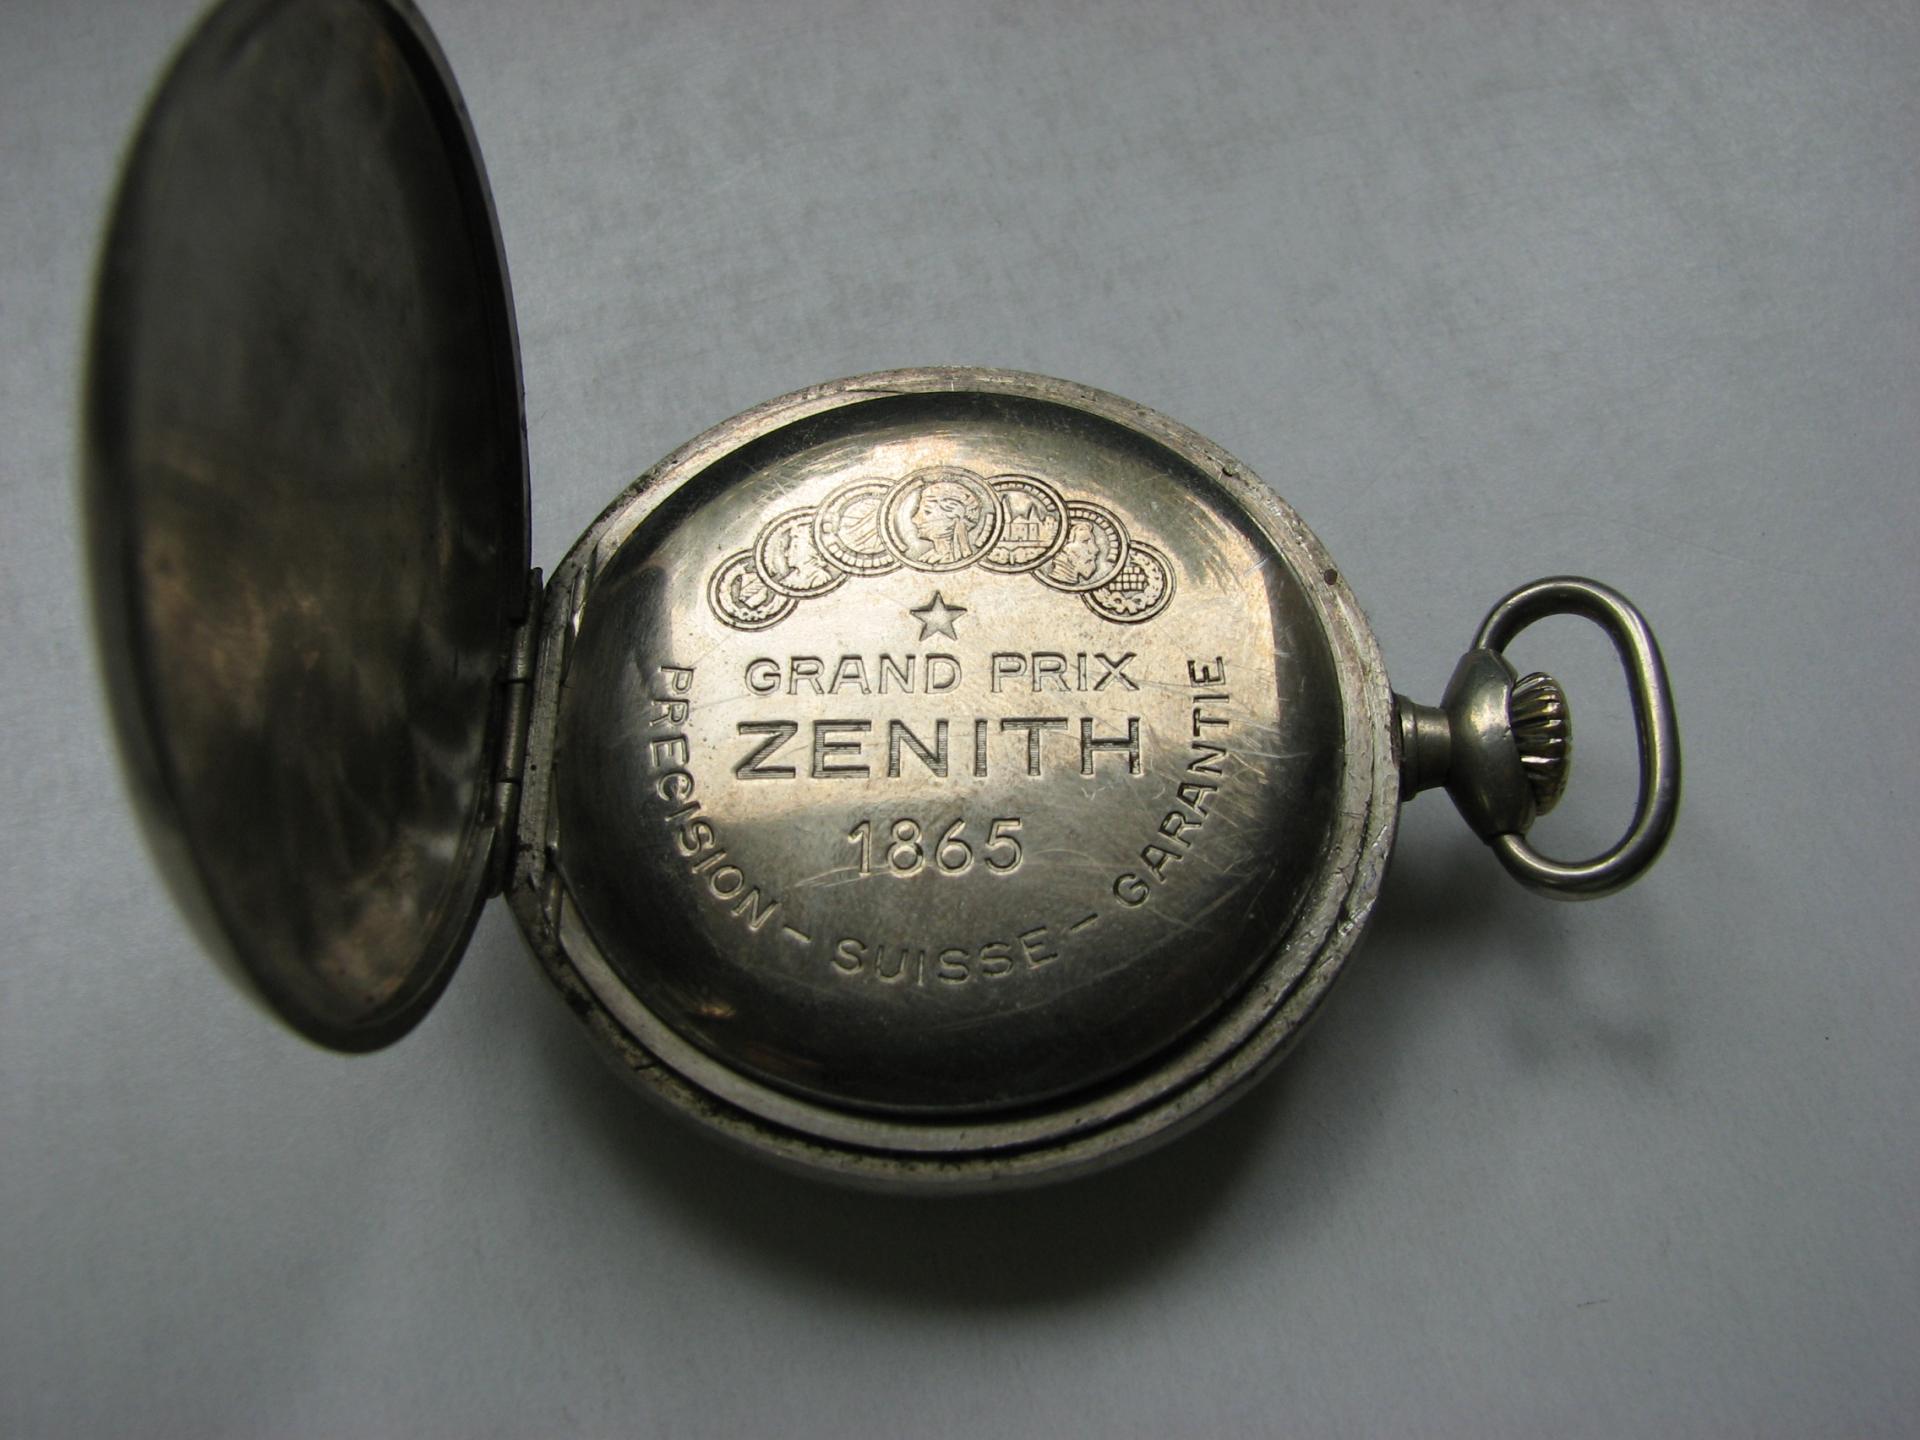 GRAND PRIX
ZENITH
1865
PRECISION - SUISSE - GARANTIE